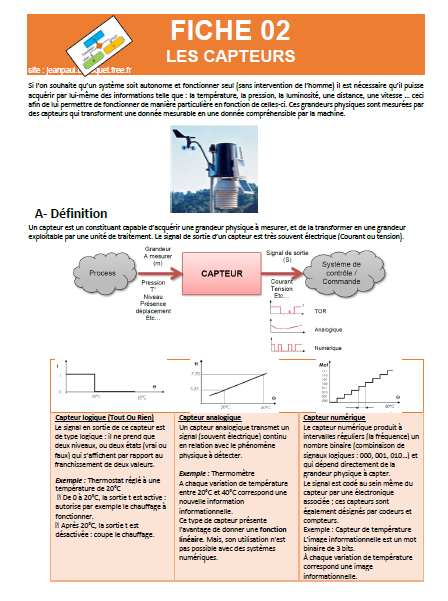 FICHE 02
LES CAPTEURS
site : jeanpaul. squet.free.fr
Si l'on souhaite qu'un système soit autonome et fonctionner seul (sans intervention de l'homme) il est nécessaire qu'il puisse
acquérir par lui-même des informations telle que : la température, la pression, la luminosité, une distance, une vitesse ... ceci
afin de lui permettre de fonctionner de manière particulière en fonction de celles-ci. Ces grandeurs physiques sont mesurées par
des capteurs qui transforment une donnée mesurable en une donnée compréhensible par la machine.
A- Définition
Un capteur est un constituant capable d'acquérir une grandeur physique à mesurer, et de la transformer en une grandeur
exploitable par une unité de traitement. Le signal de sortie d'un capteur est très souvent électrique (Courant ou tension).
Grandeur
A mesurer
(m)
Signal de sortie
(S)
Process
CAPTEUR
Système de
contrôle /
Commande
Pression
T°
Niveau
Présence
déplacement
Etc...
Courant
Tension
Etc...
TOR
Analogique
Numérique
t
1
20°C
Θ
R
7.75
20°C
40°C
Θ
Mot
40°C
Θ
Capteur logique (Tout Ou Rien)
Le signal en sortie de ce capteur est
de type logique : il ne prend que
deux niveaux, ou deux états (vrai ou
faux) qui s'affichent par rapport au
franchissement de deux valeurs.
Exemple : Thermostat réglé à une
température de 20°C
De 0 à 20°C, la sortie t est active :
autorise par exemple le chauffage à
fonctionner.
Après 20°C, la sortie t est
désactivée : coupe le chauffage.
Capteur analogique
Un capteur analogique transmet un
signal (souvent électrique) continu
en relation avec le phénomène
physique à détecter.
Exemple : Thermomètre
A chaque variation de température
entre 20°C et 40°C correspond une
nouvelle information
informationnelle.
Ce type de capteur présente
l'avantage de donner une fonction
linéaire. Mais, son utilisation n'est
pas possible avec des systèmes
numériques.
Capteur numérique
Le capteur numérique produit à
intervalles réguliers (la fréquence) un
nombre binaire (combinaison de
signaux logiques : 000, 001, 010...) et
qui dépend directement de la
grandeur physique à capter.
Le signal est codé au sein même du
capteur par une électronique
associée ; ces capteurs sont
également désignés par codeurs et
compteurs.
Exemple : Capteur de température
L'image informationnelle est un mot
binaire de 3 bits.
À chaque variation de température
correspond une image
informationnelle.